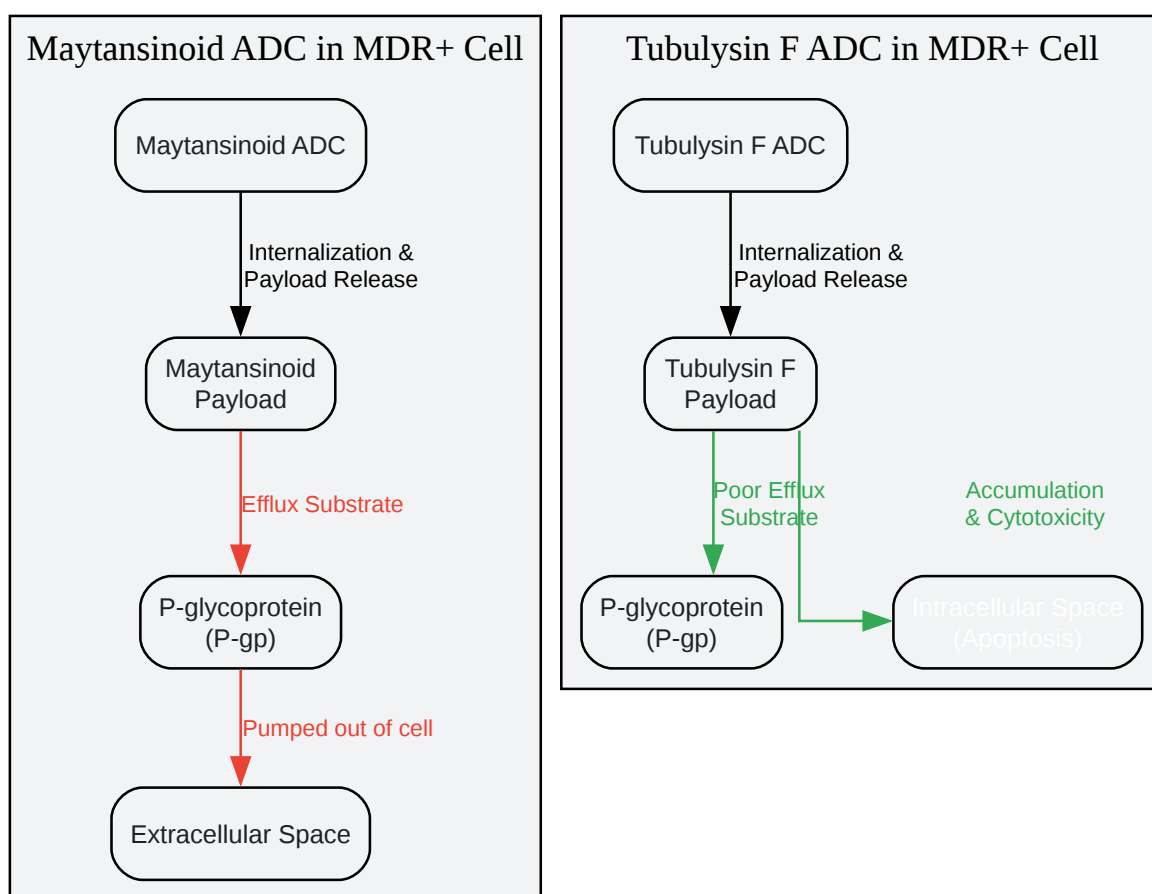 Maytansinoid ADC in MDR+ Cell
Maytansinoid ADC
Internalization &
Payload Release
Maytansinoid
Payload
Efflux Substrate
P-glycoprotein
(P-gp)
Pumped out of cell
Extracellular Space
Tubulysin F ADC in MDR+ Cell
Tubulysin F ADC
Internalization &
Payload Release
Tubulysin F
Payload
Poor Efflux
Substrate
Accumulation
& Cytotoxicity
P-glycoprotein
(P-gp)
Intracellular Space
(Apoptosis)